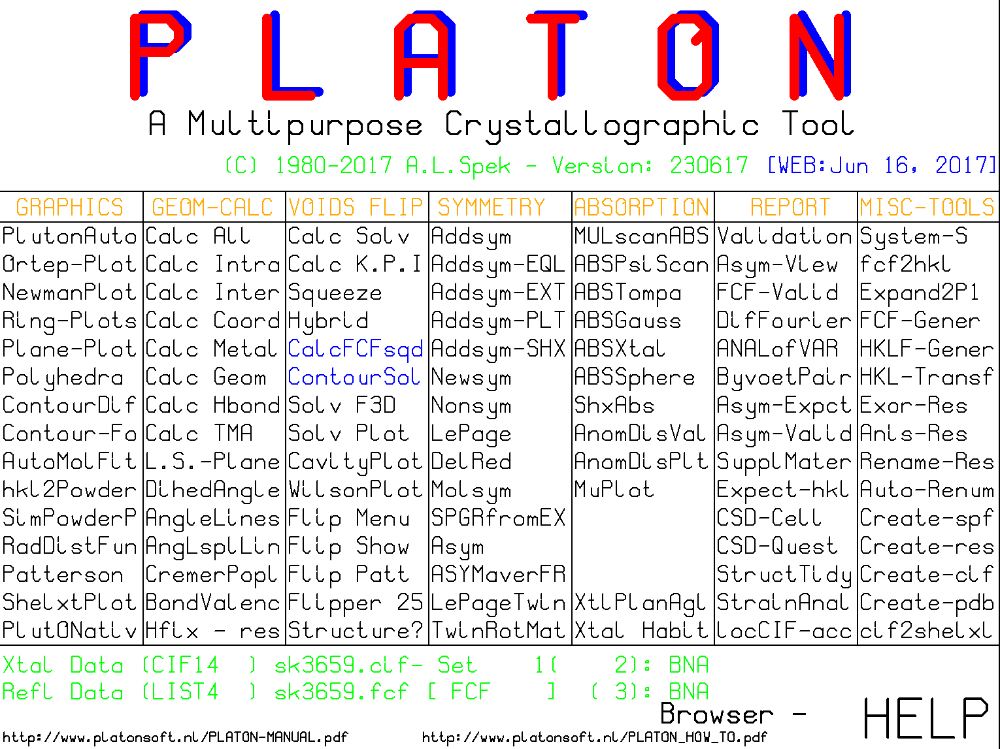 PLATON
A Multipurpose Crystallographic Tool
(C) 1980-2017 A.L.Spek - Version: 230617 [WEB:Jun 16, 2017]
GRAPHICS GEOM-CALC VOIDS FLIP SYMMETRY ABSORPTION REPORT MISC-TOOLS
PlutonAuto Calc All Calc Solv Addsym MULscanABS Validation System-S
Ortep-Plot Calc Intra Calc K.P.I Addsym-EQL ABSPsiScan Asym-View fcf2hkl
NewmanPlot Calc Inter Squeeze Addsym-EXT ABSTompa FCF-Valid Expand2P1
Ring-Plots Calc Coord Hybrid Addsym-PLT ABSGauss DifFourier FCF-Gener
Plane-Plot Calc Metal CalcFCFsqd Addsym-SHX ABSXtal ANALofVAR HKLF-Gener
Polyhedra Calc Geom ContourSol Newsym ABSSphere ByvoetPair HKL-Transf
ContourDif Calc Hbond Solv F3D Nonsym ShxAbs Asym-Expct Exor-Res
Contour-Fo Calc TMA Solv Plot LePage AnomDisVal Asym-Valid Anis-Res
AutoMolFit L.S.-Plane CavityPlot DelRed AnomDisPlt SupplMater Rename-Res
hkl2Powder DihedAngle WilsonPlot Molsym MuPlot Expect-hkl Auto-Renum
SimPowderP AngleLines Flip Menu SPGRfromEX CSD-Cell Create-spf
RadDistFun AngLsplLin Flip Show Asym CSD-Quest Create-res
Patterson CremerPopl Flip Patt ASYMaverFR StructTidy Create-cif
ShelxtPlot BondValenc Flipper 25 LePageTwin XtlPlanAgl StrainAnal Create-pdb
PlutONativ Hfix - res Structure? TwinRotMat Xtal Habit locCIF-acc cif2shelxl
Xtal Data (CIF14 ) sk3659.cif- Set 1( 2): BNA
Refl Data (LIST4 ) sk3659.fcf [ FCF ] ( 3): BNA
Browser - HELP
http://www.platonsoft.nl/PLATON-MANUAL.pdf http://www.platonsoft.nl/PLATON_HOW_TO.pdf